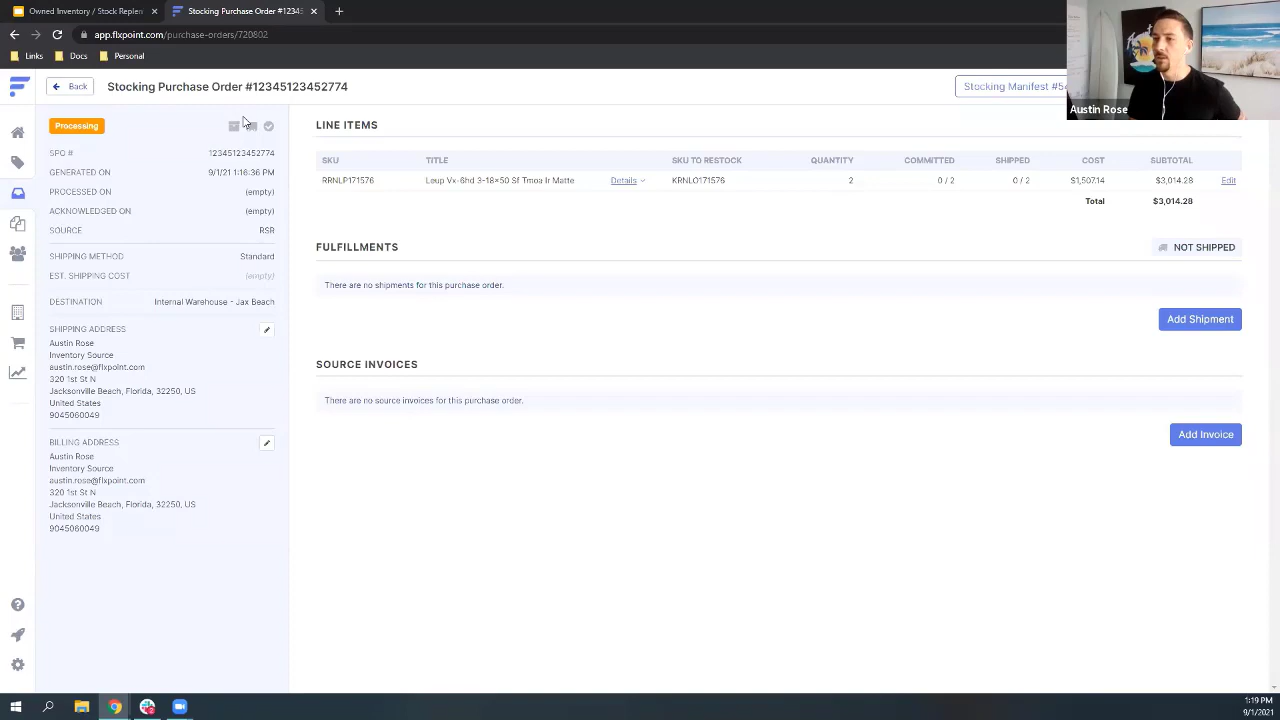 Owned Inventory / Stock Replen
Stocking Purchase Order #1234
app.flxpoint.com/purchase-orders/720802
Links
Docs
Personal
Back
Stocking Purchase Order #12345123452774
Stocking Manifest #5
Austin Rose
Processing
SPO # 12345123452774
GENERATED ON 9/1/21 1:16:36 PM
PROCESSED ON (empty)
ACKNOWLEDGED ON (empty)
SOURCE RSR
SHIPPING METHOD Standard
EST. SHIPPING COST (empty)
DESTINATION Internal Warehouse - Jax Beach
SHIPPING ADDRESS
Austin Rose
Inventory Source
austin.rose@flxpoint.com
320 1st St N
Jacksonville Beach, Florida, 32250, US
United States
9045060049
BILLING ADDRESS
Austin Rose
Inventory Source
austin.rose@flxpoint.com
320 1st St N
Jacksonville Beach, Florida, 32250, US
United States
9045060049
LINE ITEMS
SKU TITLE SKU TO RESTOCK QUANTITY COMMITTED SHIPPED COST SUBTOTAL
RRNLP171576 Leup Vx-6hd 3-18×50 Sf Tmoa Ir Matte Details KRNLO171576 2 0 / 2 0 / 2 $1,507.14 $3,014.28 Edit
Total $3,014.28
FULFILLMENTS
NOT SHIPPED
There are no shipments for this purchase order.
Add Shipment
SOURCE INVOICES
There are no source invoices for this purchase order.
Add Invoice
1:19 PM
9/1/2021